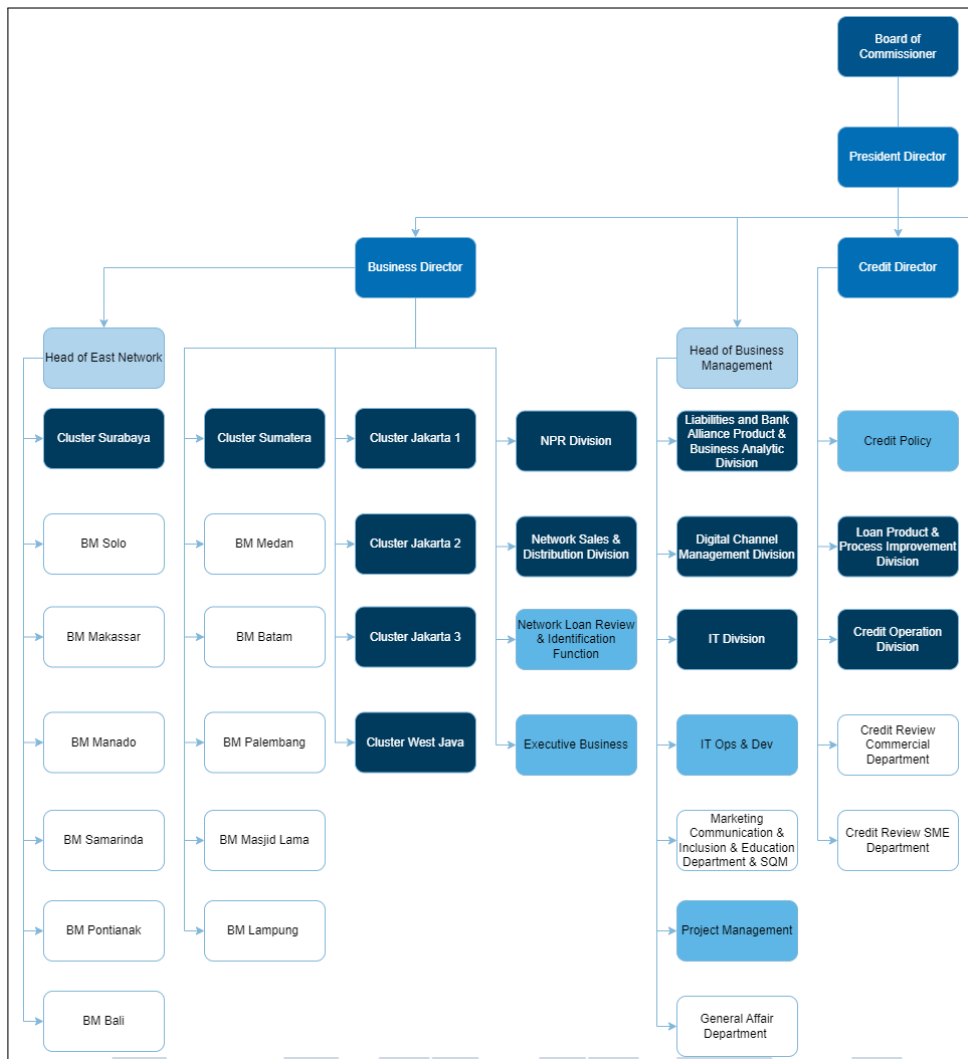 Board of
Commissioner
President Director
Business Director
Credit Director
Head of East Network
Head of Business
Management
Cluster Surabaya
Cluster Sumatera
Cluster Jakarta 1
NPR Division
Liabilities and Bank
Alliance Product &
Business Analytic
Division
Credit Policy
BM Solo
BM Medan
Cluster Jakarta 2
Network Sales &
Distribution Division
Digital Channel
Management Division
Loan Product &
Process Improvement
Division
BM Makassar
BM Batam
Cluster Jakarta 3
Network Loan Review
& Identification
Function
IT Division
Credit Operation
Division
BM Manado
BM Palembang
Cluster West Java
Executive Business
IT Ops & Dev
Credit Review
Commercial
Department
BM Samarinda
BM Masjid Lama
Marketing
Communication &
Inclusion & Education
Department & SQM
Credit Review SME
Department
BM Pontianak
BM Lampung
Project Management
BM Bali
General Affair
Department